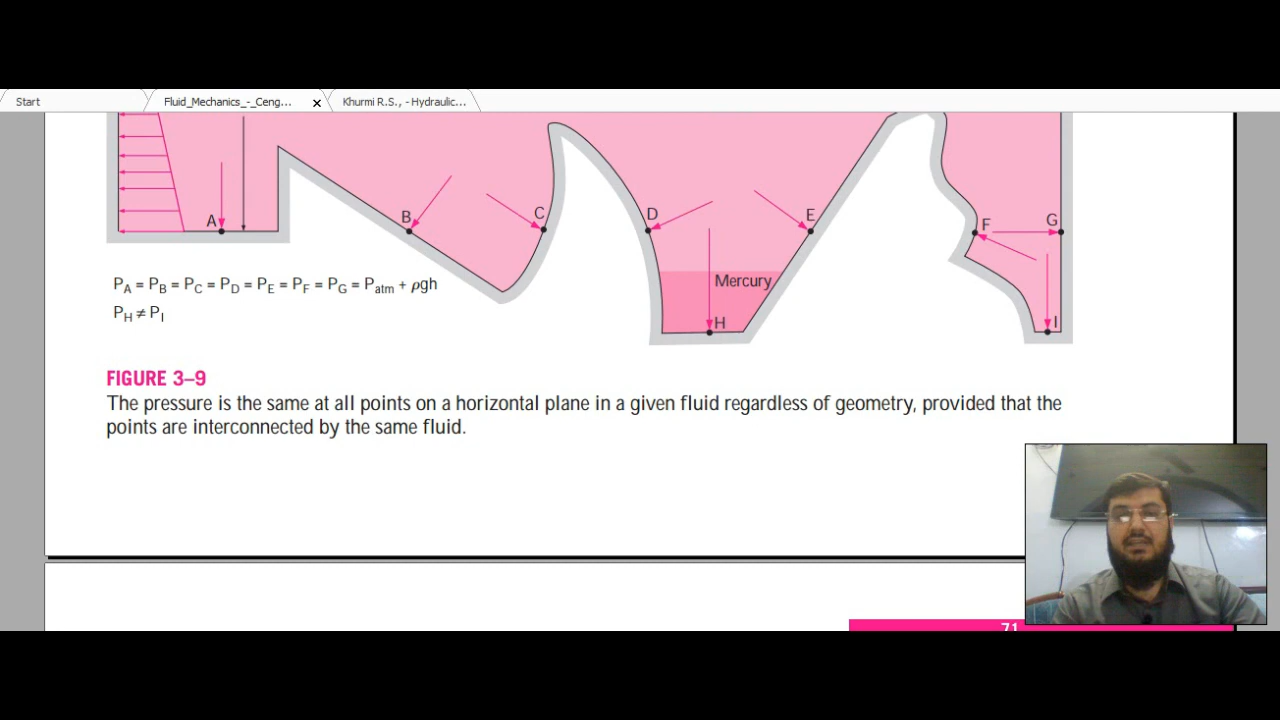 Start
Fluid_Mechanics_-_Ceng...
Khurmi R.S., - Hydraulic...
A
B
C
D
E
F
G
Mercury
H
I
P_A = P_B = P_C = P_D = P_E = P_F = P_G = P_atm + ρgh
P_H ≠ P_I
FIGURE 3–9
The pressure is the same at all points on a horizontal plane in a given fluid regardless of geometry, provided that the
points are interconnected by the same fluid.
71